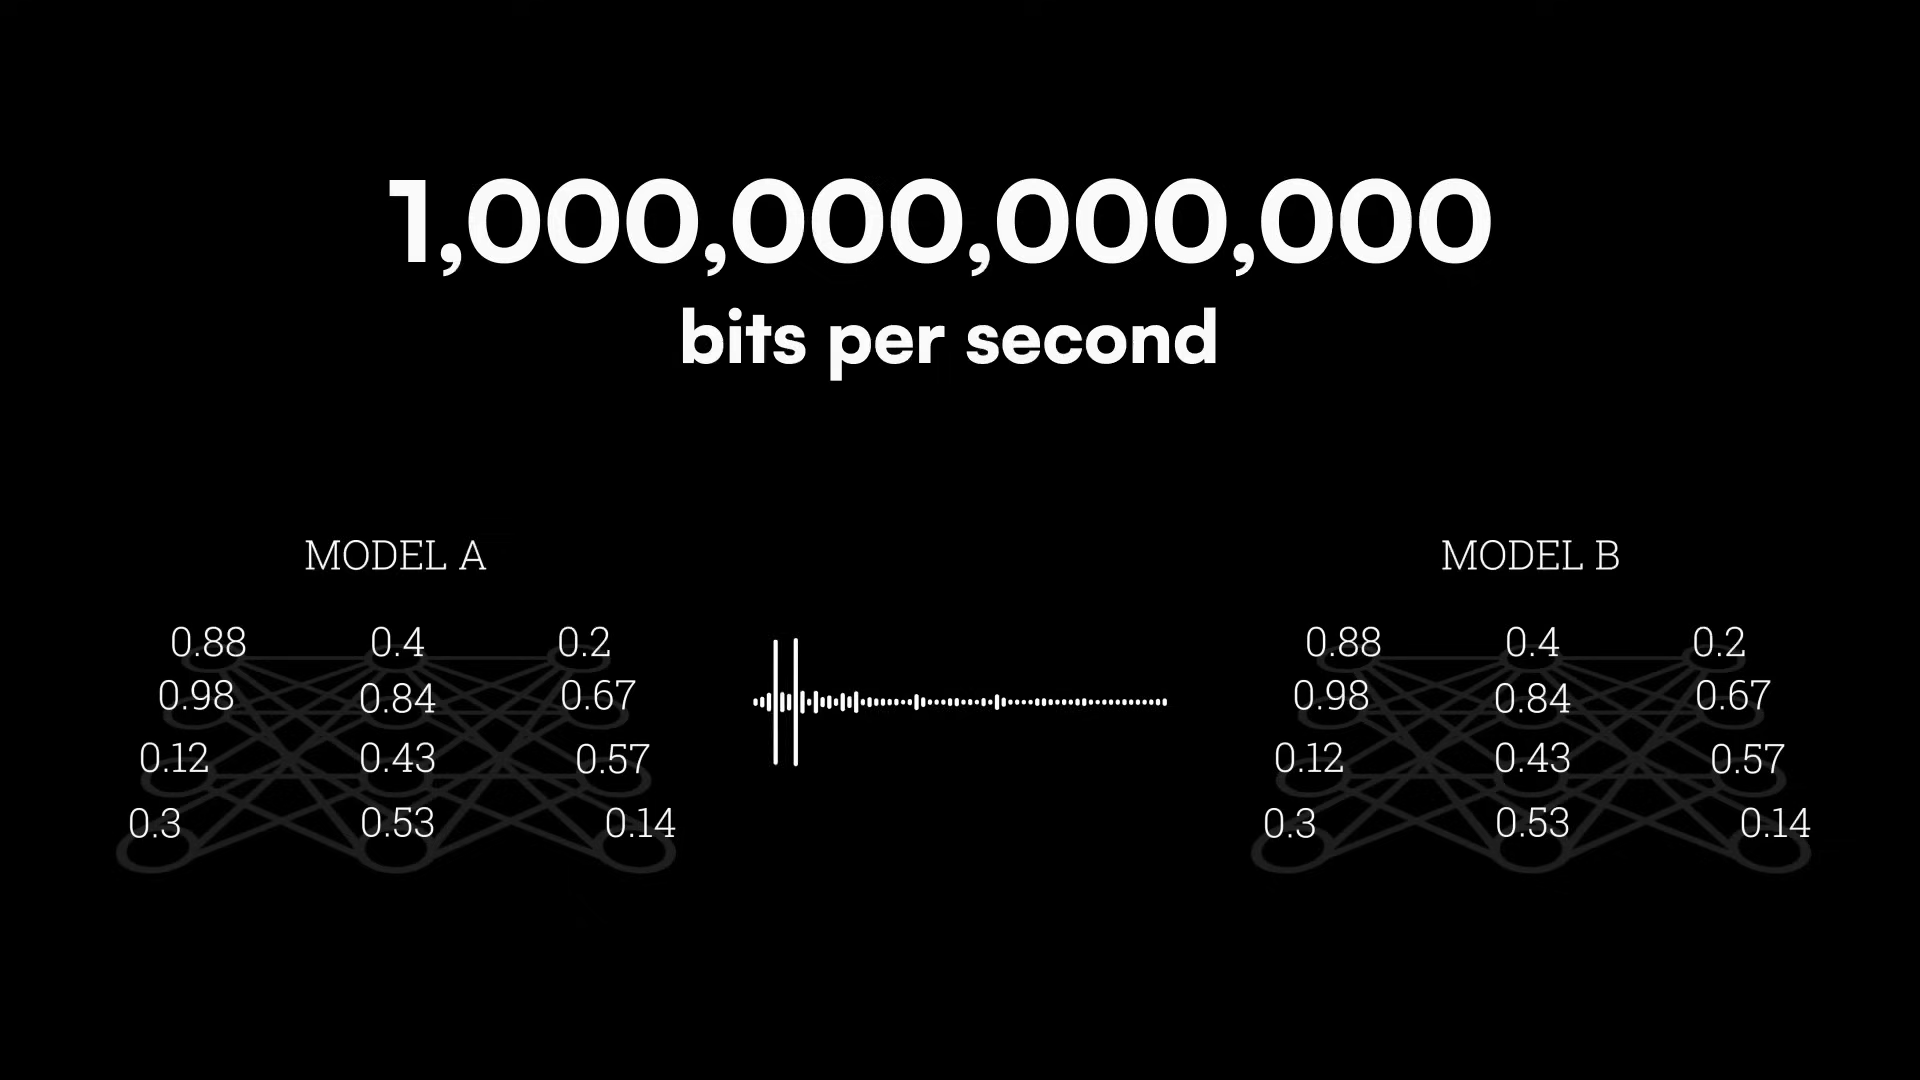 1,000,000,000,000
bits per second
MODEL A
0.88 0.4 0.2
0.98 0.84 0.67
0.12 0.43 0.57
0.3 0.53 0.14
MODEL B
0.88 0.4 0.2
0.98 0.84 0.67
0.12 0.43 0.57
0.3 0.53 0.14